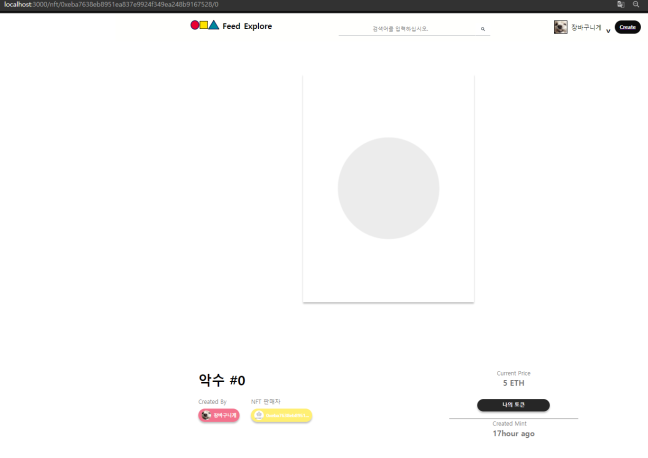 localhost:3000/nft/0xeba7638eb8951ea837e9924f349ea248b9167528/0
Feed Explore
검색어를 입력하십시오.
장바구니게
Create
악수 #0
Created By
NFT 판매자
장바구니게
Current Price
5 ETH
나의 토큰
Created Mint
17hour ago